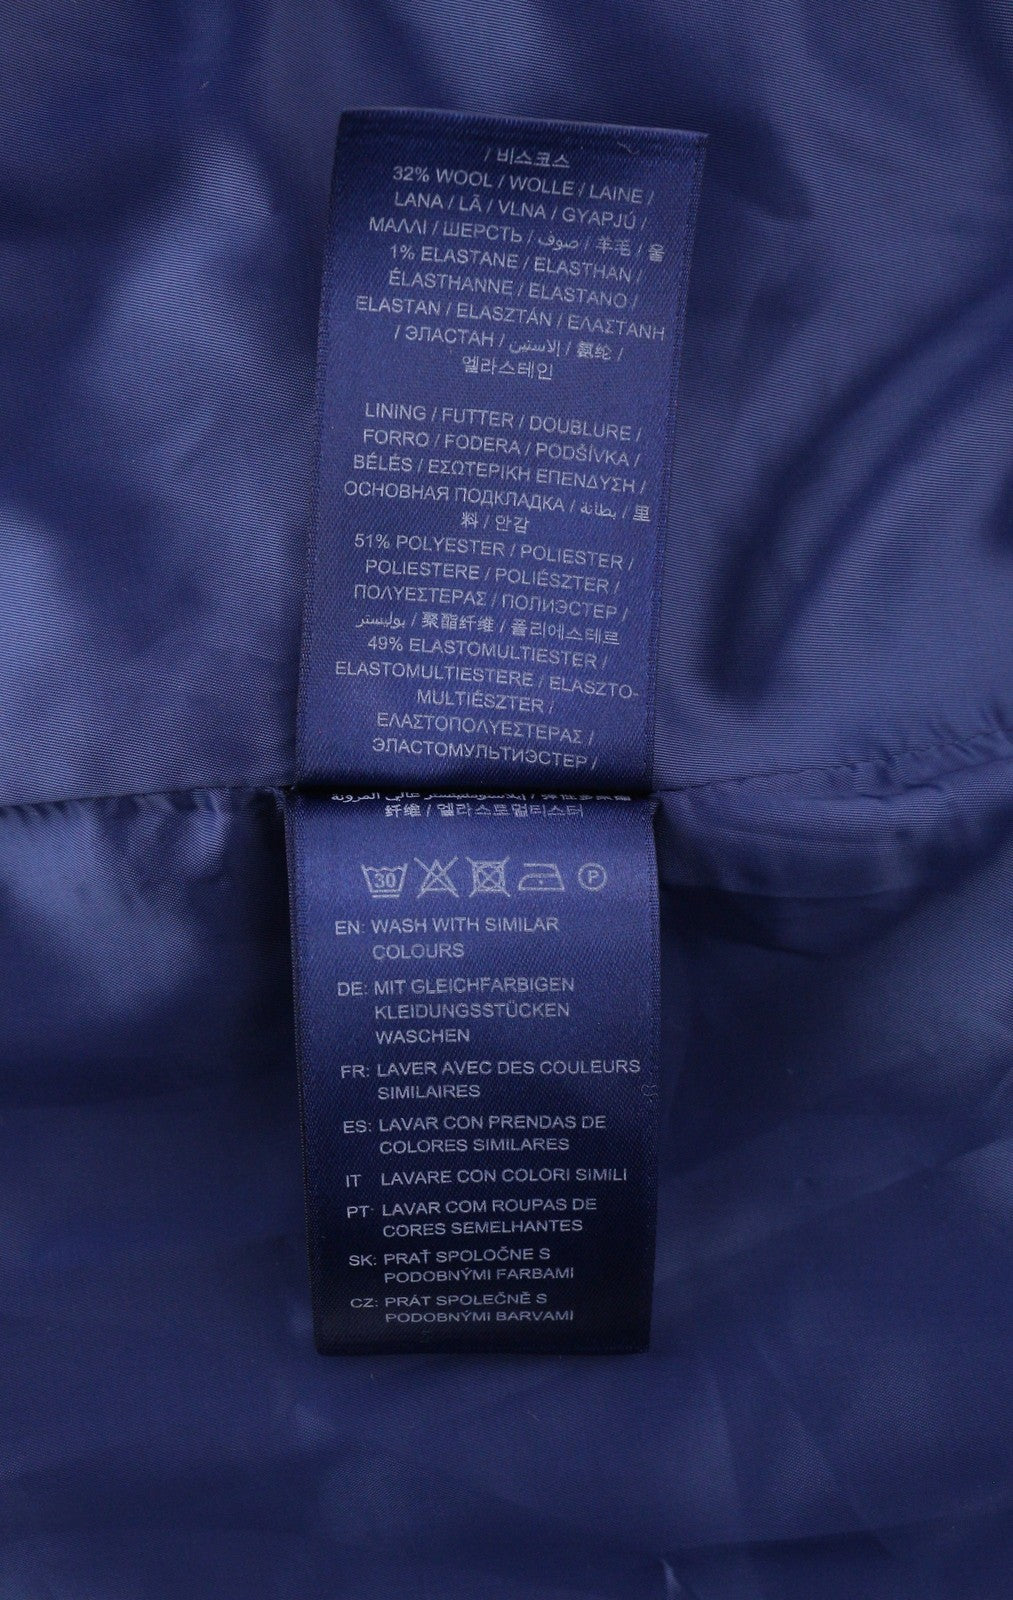 / 비스코스
32% WOOL / WOLLE / LAINE /
LANA / LÃ / VLNA / GYAPJÚ /
ΜΑΛΛΙ / ШЕРСТЬ / صوف / 羊毛 / 울
1% ELASTANE / ELASTHAN /
ÉLASTHANNE / ELASTANO /
ELASTAN / ELASZTÁN / ΕΛΑΣΤΑΝΗ
/ ЭЛАСТАН / إلاستين / 氨纶 /
엘라스테인
LINING / FUTTER / DOUBLURE /
FORRO / FODERA / PODŠÍVKA /
BÉLÉS / ΕΣΩΤΕΡΙΚΗ ΕΠΕΝΔΥΣΗ /
ОСНОВНАЯ ПОДКЛАДКА / بطانة / 里
料 / 안감
51% POLYESTER / POLIESTER /
POLIESTERE / POLIÉSZTER /
ΠΟΛΥΕΣΤΕΡΑΣ / ПОЛИЭСТЕР /
بوليستر / 聚酯纤维 / 폴리에스테르
49% ELASTOMULTIESTER /
ELASTOMULTIESTERE / ELASZTO-
MULTIÉSZTER /
ΕΛΑΣΤΟΠΟΛΥΕΣΤΕΡΑΣ /
ЭЛАСТОМУЛЬТИЭСТЕР /
عالي المرونة /
纤维 / 엘라스토멀티스터
30 P
EN: WASH WITH SIMILAR
COLOURS
DE: MIT GLEICHFARBIGEN
KLEIDUNGSSTÜCKEN
WASCHEN
FR: LAVER AVEC DES COULEURS
SIMILAIRES
ES: LAVAR CON PRENDAS DE
COLORES SIMILARES
IT LAVARE CON COLORI SIMILI
PT: LAVAR COM ROUPAS DE
CORES SEMELHANTES
SK: PRAŤ SPOLOČNE S
PODOBNÝMI FARBAMI
CZ: PRÁT SPOLEČNĚ S
PODOBNÝMI BARVAMI